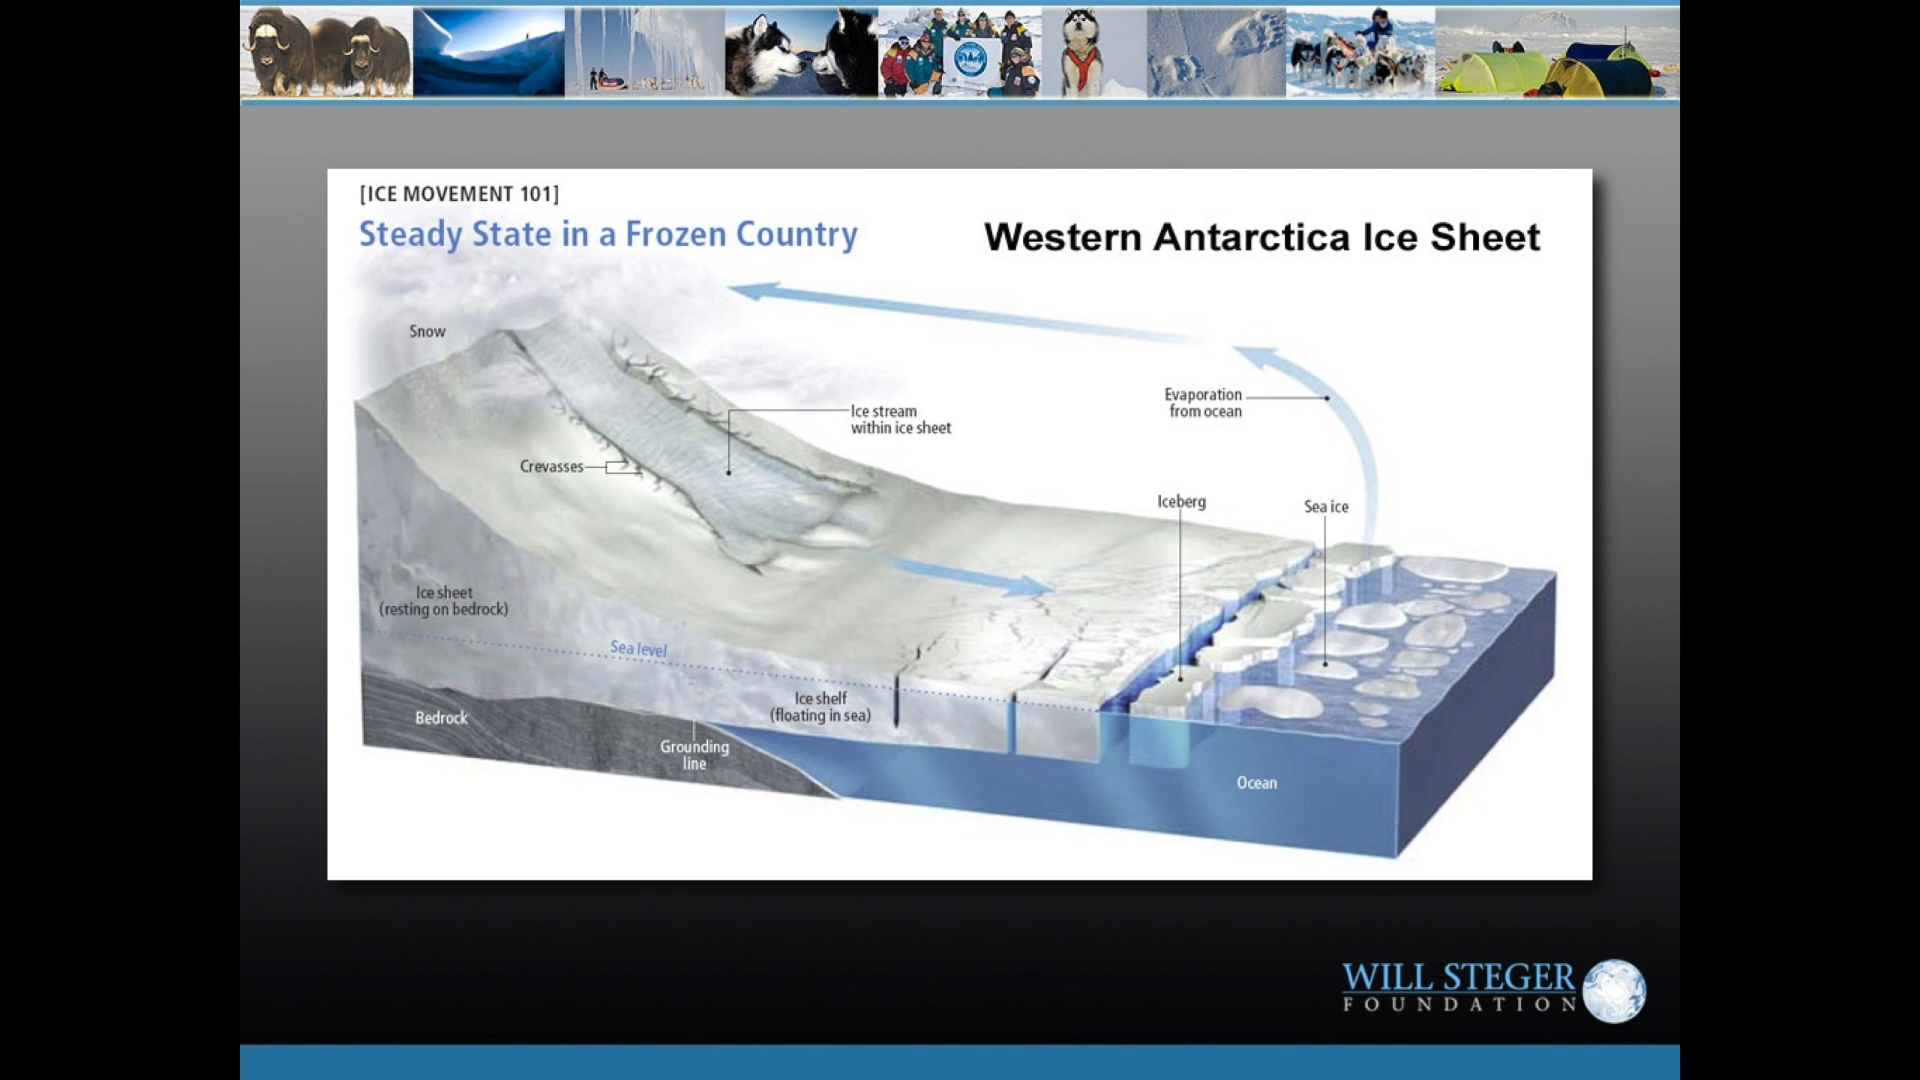 [ICE MOVEMENT 101]
Steady State in a Frozen Country
Western Antarctica Ice Sheet
Snow
Ice stream
within ice sheet
Evaporation
from ocean
Crevasses
Iceberg
Sea ice
Ice sheet
(resting on bedrock)
Sea level
Ice shelf
(floating in sea)
Bedrock
Grounding
line
Ocean
WILL STEGER
FOUNDATION